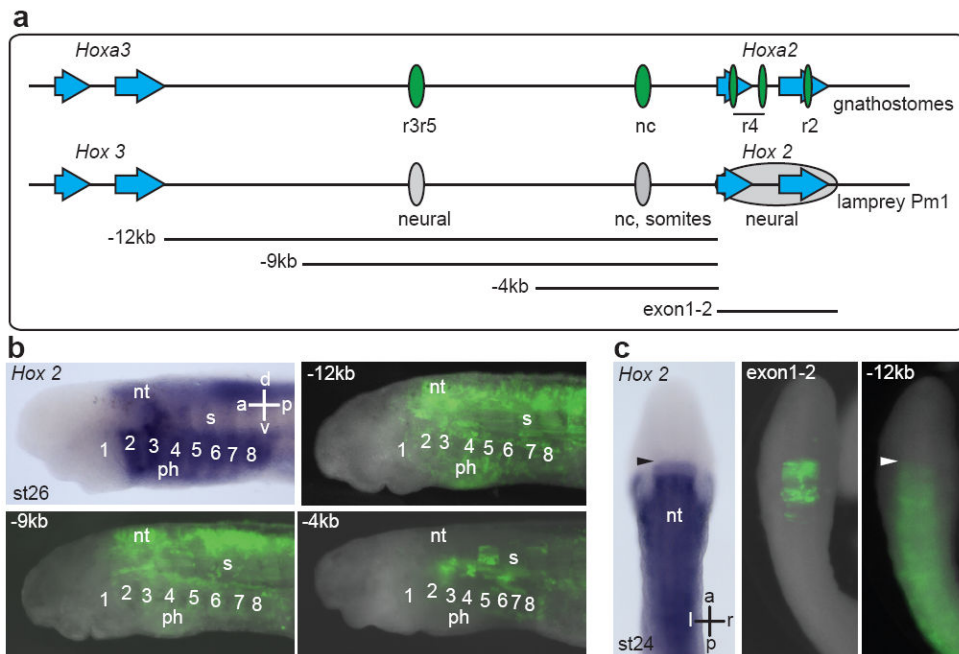 a
Hoxa3 Hoxa2
r3r5 nc r4 r2 gnathostomes
Hox 3 Hox 2
neural nc, somites neural lamprey Pm1
-12kb
-9kb
-4kb
exon1-2
b
Hox 2 nt d a p v s
1 2 3 4 5 6 7 8
ph
st26
-12kb
nt
s
1 2 3 4 5 6 7 8
ph
-9kb
nt
s
1 2 3 4 5 6 7 8
ph
-4kb
nt
s
1 2 3 4 5 6 7 8
ph
c
Hox 2
nt
a
l r
p
st24
exon1-2
-12kb